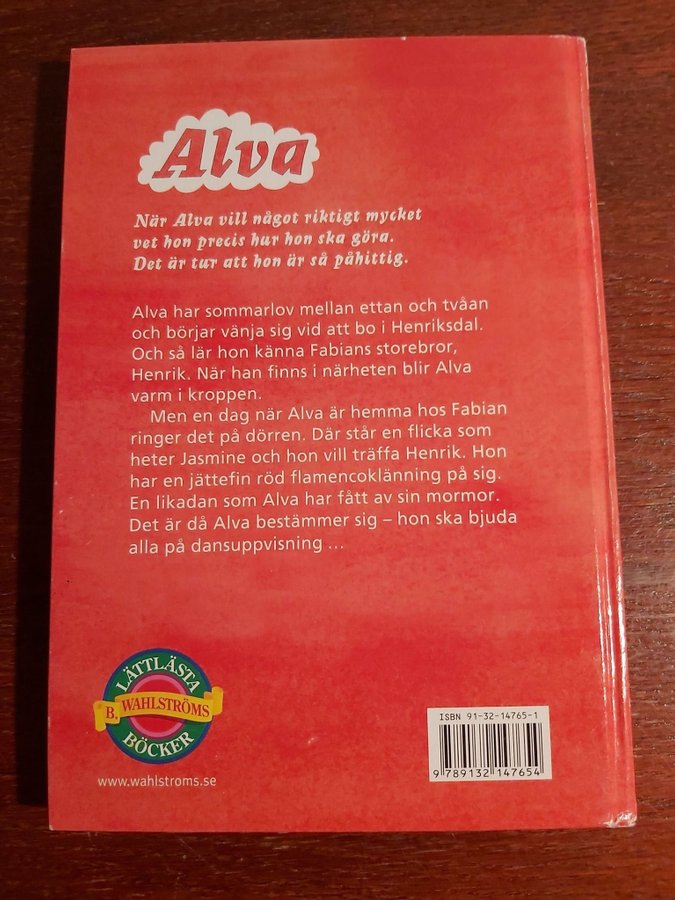 Alva
När Alva vill något riktigt mycket
vet hon precis hur hon ska göra.
Det är tur att hon är så påhittig.
Alva har sommarlov mellan ettan och tvåan
och börjar vänja sig vid att bo i Henriksdal.
Och så lär hon känna Fabians storebror,
Henrik. När han finns i närheten blir Alva
varm i kroppen.
Men en dag när Alva är hemma hos Fabian
ringer det på dörren. Där står en flicka som
heter Jasmine och hon vill träffa Henrik. Hon
har en jättefin röd flamencoklänning på sig.
En likadan som Alva har fått av sin mormor.
Det är då Alva bestämmer sig – hon ska bjuda
alla på dansuppvisning ...
LÄTTLÄSTA
B. WAHLSTRÖMS
BÖCKER
www.wahlstroms.se
ISBN 91-32-14765-1
9 789132 147654